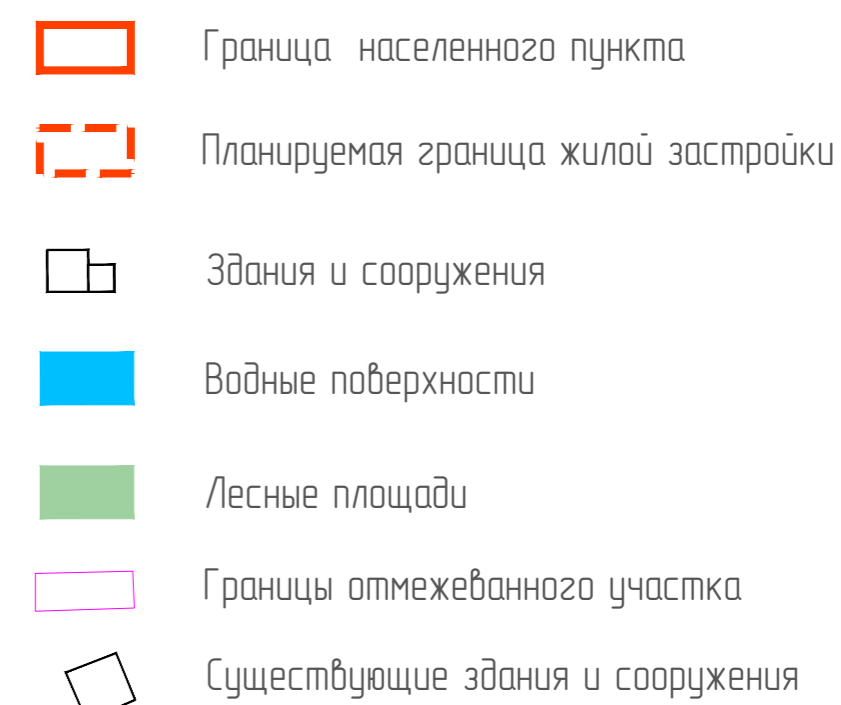 Граница населенного пункта
Планируемая граница жилой застройки
Здания и сооружения
Водные поверхности
Лесные площади
Границы отмежеванного участка
Существующие здания и сооружения